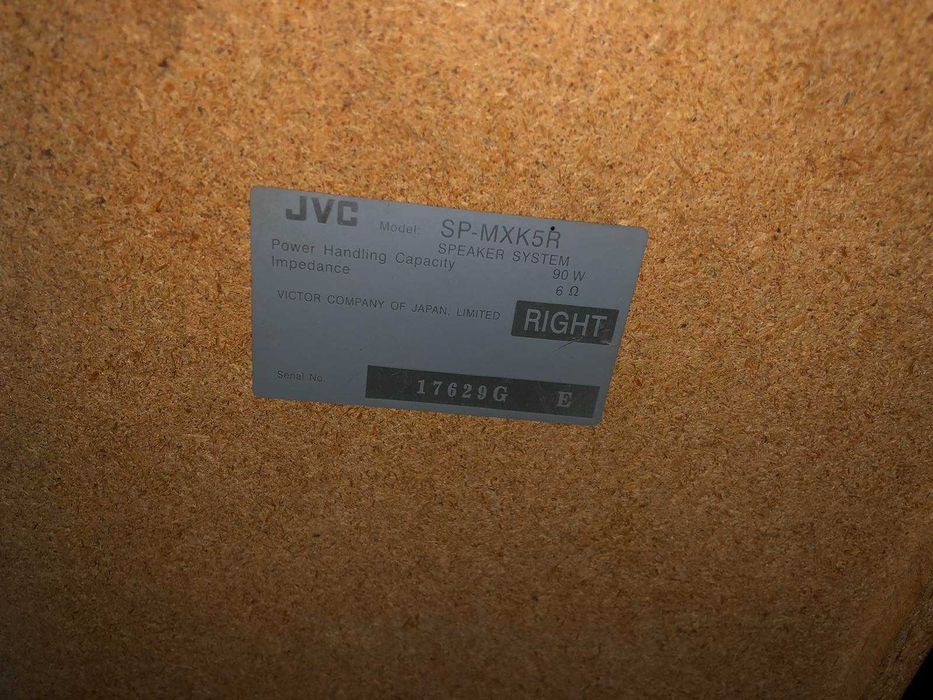 JVC Model: SP-MXK5R
SPEAKER SYSTEM
Power Handling Capacity 90 W
Impedance 6 Ω
VICTOR COMPANY OF JAPAN, LIMITED RIGHT
Serial No. 17629G E